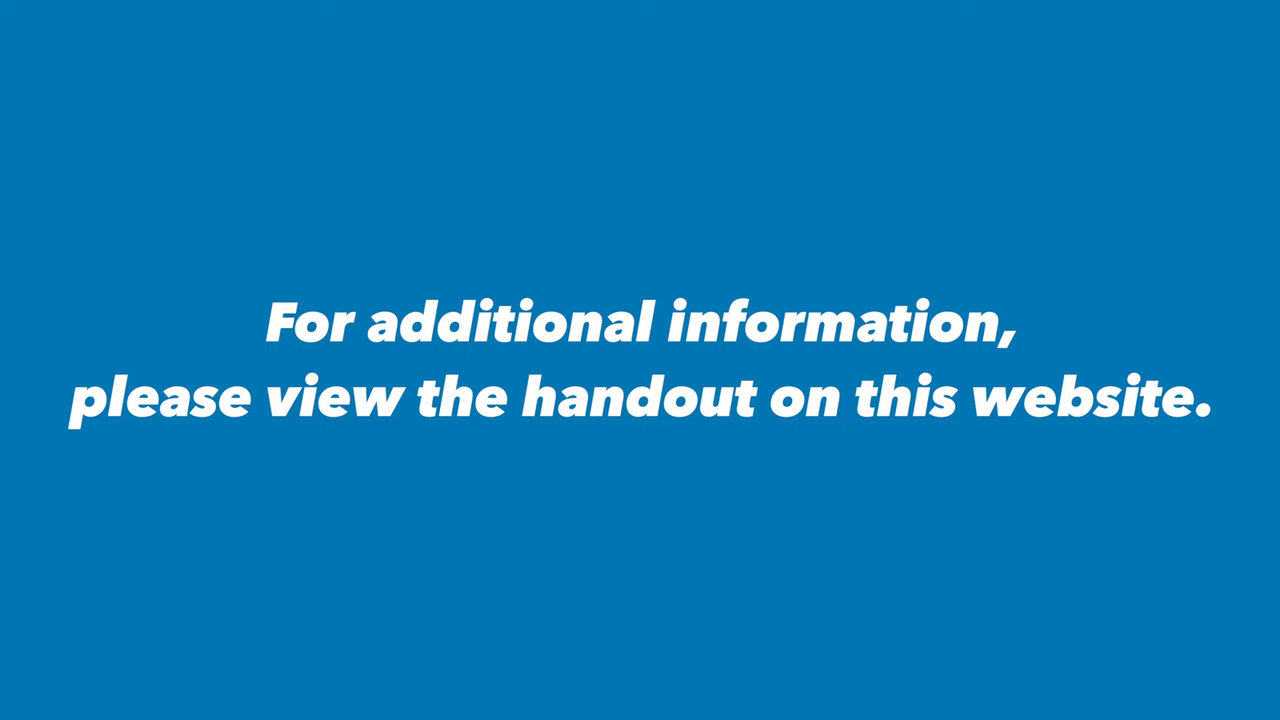 For additional information,
please view the handout on this website.